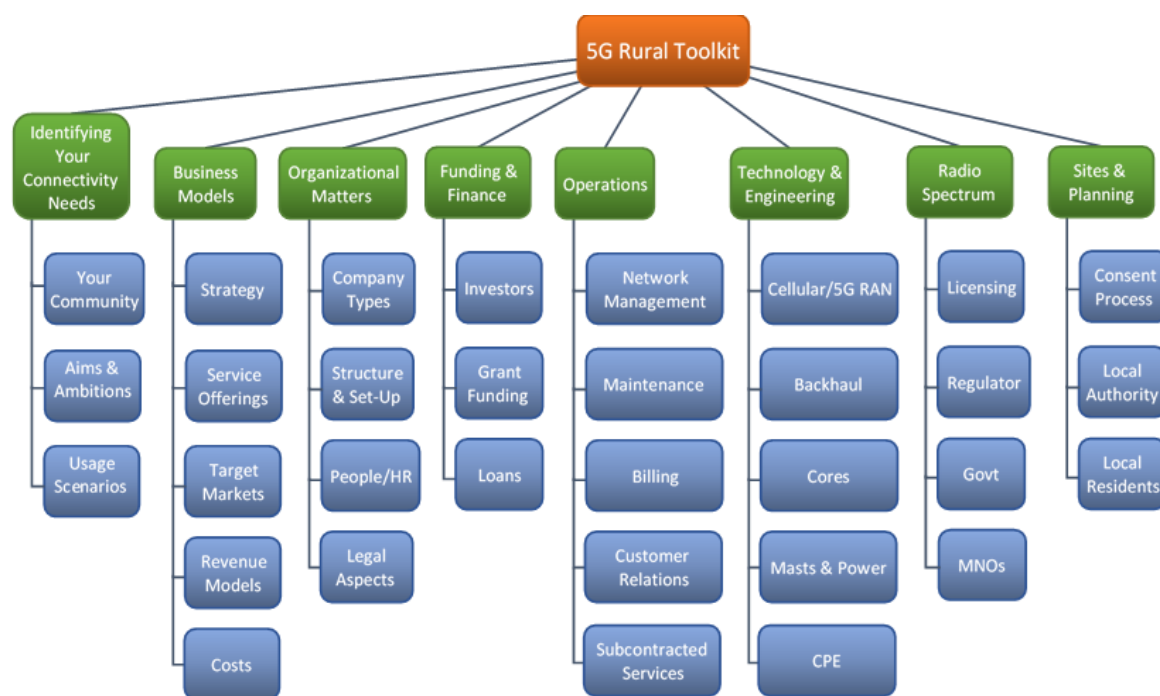 5G Rural Toolkit
Identifying
Your
Connectivity
Needs
Business
Models
Organizational
Matters
Funding &
Finance
Operations
Technology &
Engineering
Radio
Spectrum
Sites &
Planning
Your
Community
Aims &
Ambitions
Usage
Scenarios
Strategy
Service
Offerings
Target
Markets
Revenue
Models
Costs
Company
Types
Structure
& Set-Up
People/HR
Legal
Aspects
Investors
Grant
Funding
Loans
Network
Management
Maintenance
Billing
Customer
Relations
Subcontracted
Services
Cellular/5G RAN
Backhaul
Cores
Masts & Power
CPE
Licensing
Regulator
Govt
MNOs
Consent
Process
Local
Authority
Local
Residents